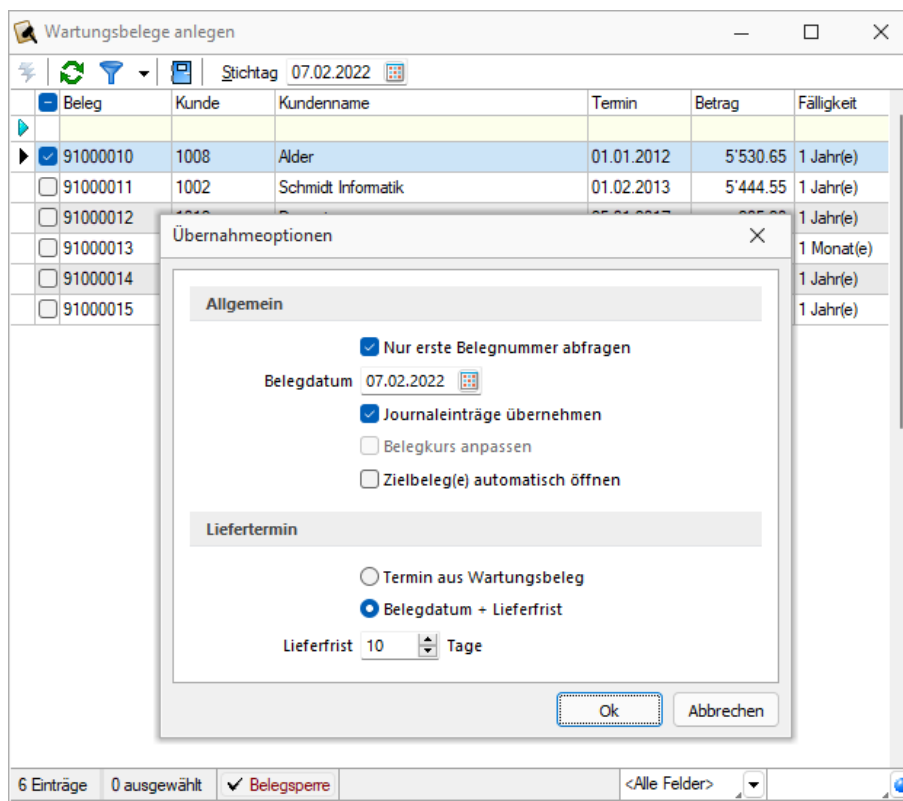 Wartungsbelege anlegen
Stichtag 07.02.2022
Beleg Kunde Kundenname Termin Betrag Fälligkeit
91000010 1008 Alder 01.01.2012 5'530.65 1 Jahr(e)
91000011 1002 Schmidt Informatik 01.02.2013 5'444.55 1 Jahr(e)
91000012 1 Jahr(e)
91000013 1 Monat(e)
91000014 1 Jahr(e)
91000015 1 Jahr(e)
Übernahmeoptionen
Allgemein
Nur erste Belegnummer abfragen
Belegdatum 07.02.2022
Journaleinträge übernehmen
Belegkurs anpassen
Zielbeleg(e) automatisch öffnen
Liefertermin
Termin aus Wartungsbeleg
Belegdatum + Lieferfrist
Lieferfrist 10 Tage
Ok Abbrechen
6 Einträge 0 ausgewählt Belegsperre <Alle Felder>